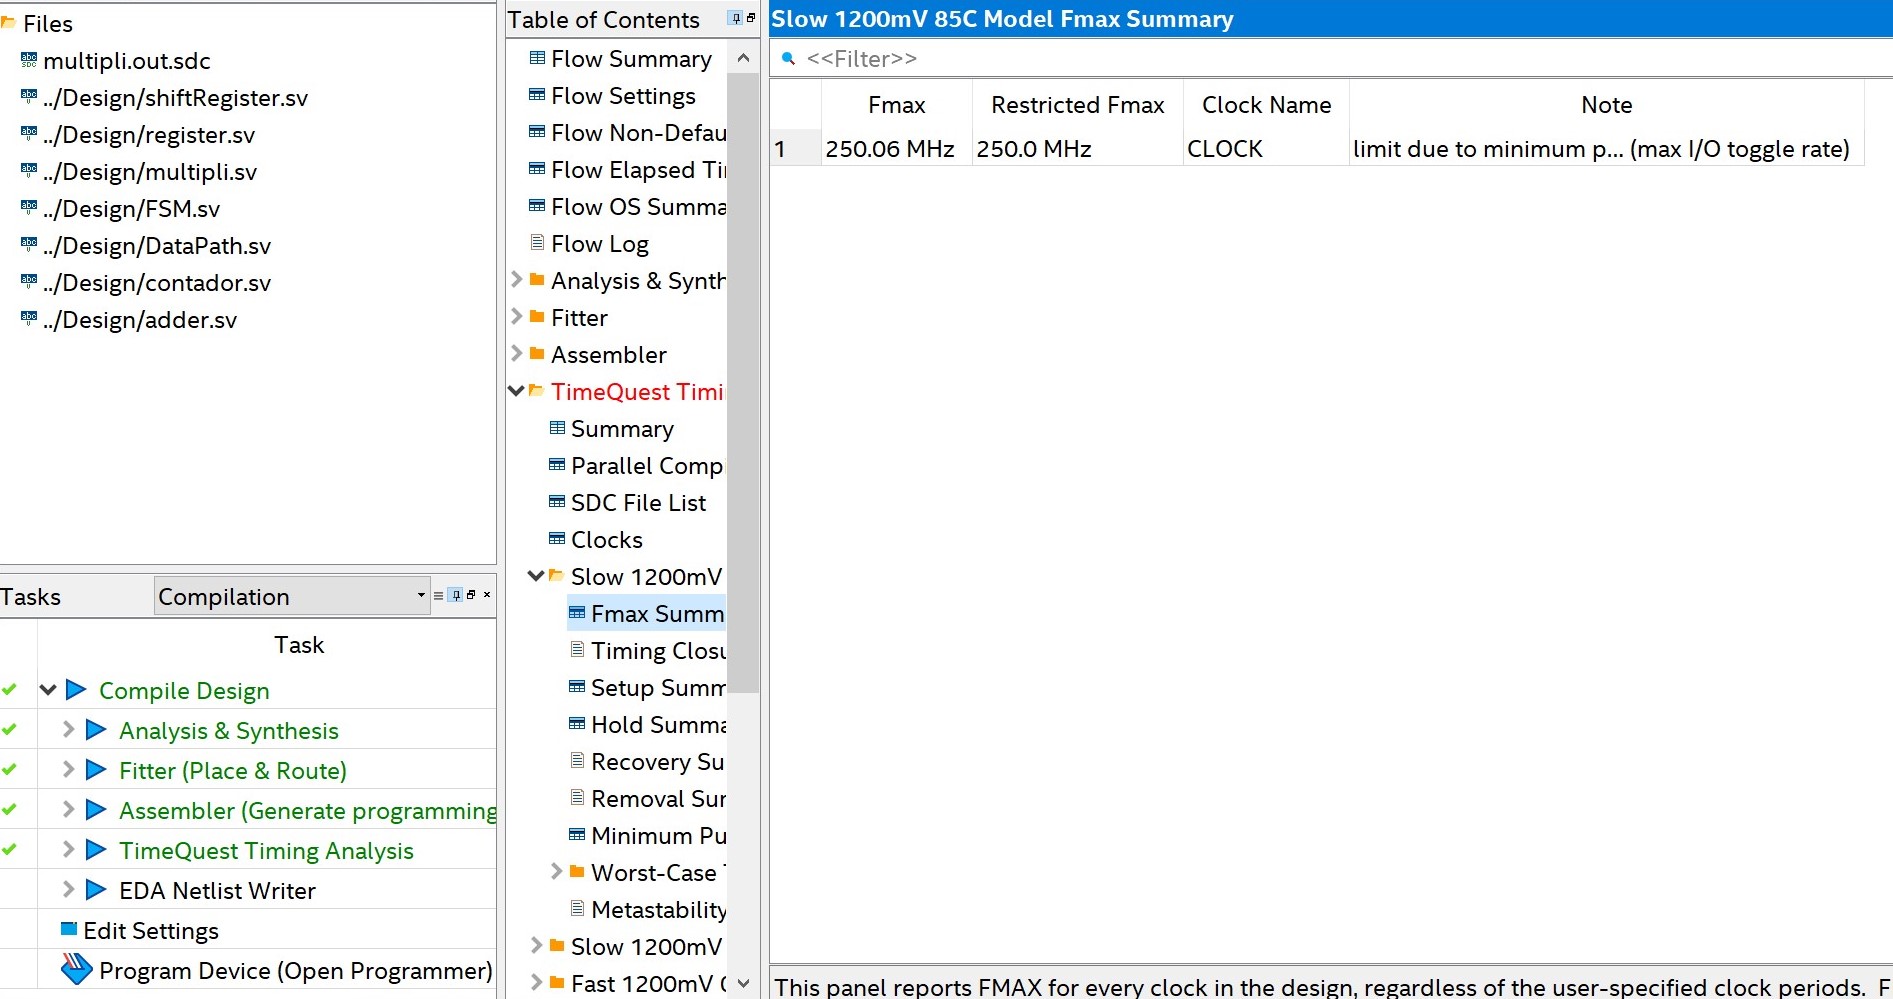 Files
multipli.out.sdc
../Design/shiftRegister.sv
../Design/register.sv
../Design/multipli.sv
../Design/FSM.sv
../Design/DataPath.sv
../Design/contador.sv
../Design/adder.sv
Tasks
Compilation
Task
Compile Design
Analysis & Synthesis
Fitter (Place & Route)
Assembler (Generate programming
TimeQuest Timing Analysis
EDA Netlist Writer
Edit Settings
Program Device (Open Programmer)
Table of Contents
Flow Summary
Flow Settings
Flow Non-Defau
Flow Elapsed Ti
Flow OS Summa
Flow Log
Analysis & Synth
Fitter
Assembler
TimeQuest Timi
Summary
Parallel Comp
SDC File List
Clocks
Slow 1200mV
Fmax Summ
Timing Closu
Setup Summ
Hold Summa
Recovery Su
Removal Sur
Minimum Pu
Worst-Case
Metastability
Slow 1200mV
Fast 1200mV
Slow 1200mV 85C Model Fmax Summary
<<Filter>>
Fmax Restricted Fmax Clock Name Note
1 250.06 MHz 250.0 MHz CLOCK limit due to minimum p... (max I/O toggle rate)
This panel reports FMAX for every clock in the design, regardless of the user-specified clock periods. F